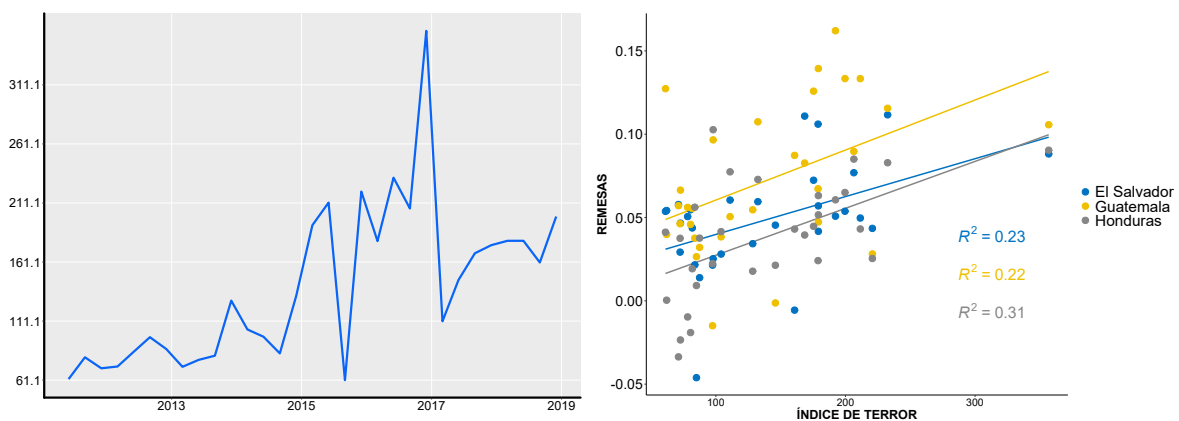 311.1
261.1
211.1
161.1
111.1
61.1
2013
2015
2017
2019
REMESAS
0.15
0.10
0.05
0.00
-0.05
R² = 0.23
R² = 0.22
R² = 0.31
100
200
300
ÍNDICE DE TERROR
El Salvador
Guatemala
Honduras